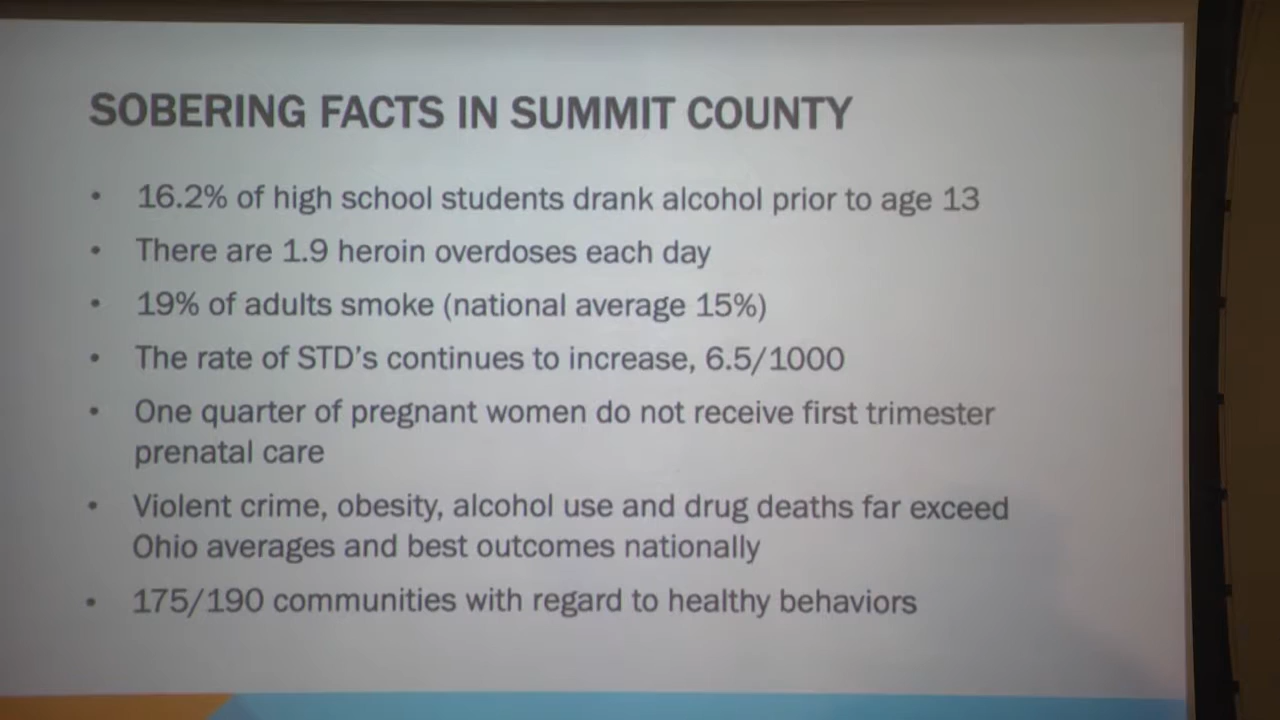 SOBERING FACTS IN SUMMIT COUNTY
• 16.2% of high school students drank alcohol prior to age 13
• There are 1.9 heroin overdoses each day
• 19% of adults smoke (national average 15%)
• The rate of STD's continues to increase, 6.5/1000
• One quarter of pregnant women do not receive first trimester
prenatal care
• Violent crime, obesity, alcohol use and drug deaths far exceed
Ohio averages and best outcomes nationally
• 175/190 communities with regard to healthy behaviors